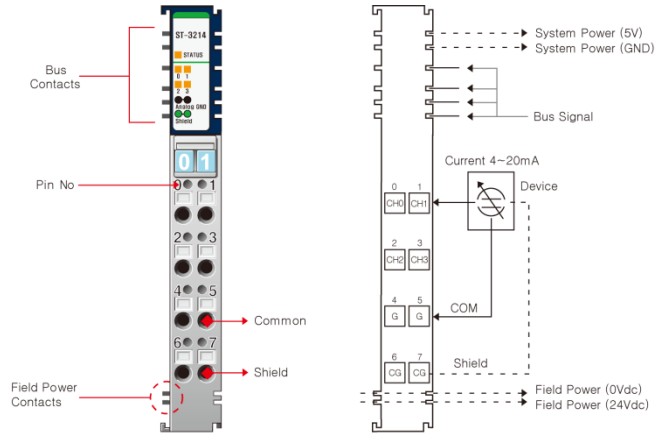 ST-3214
STATUS
0 1
2 3
Analog GND
Shield
Bus
Contacts
01
Pin No
0 1
2 3
4 5
Common
6 7
Shield
Field Power
Contacts
System Power (5V)
System Power (GND)
Bus Signal
Current 4~20mA
Device
0 1
CH0 CH1
2 3
CH2 CH3
4 5
G G
COM
6 7
CG CG
Shield
Field Power (0Vdc)
Field Power (24Vdc)